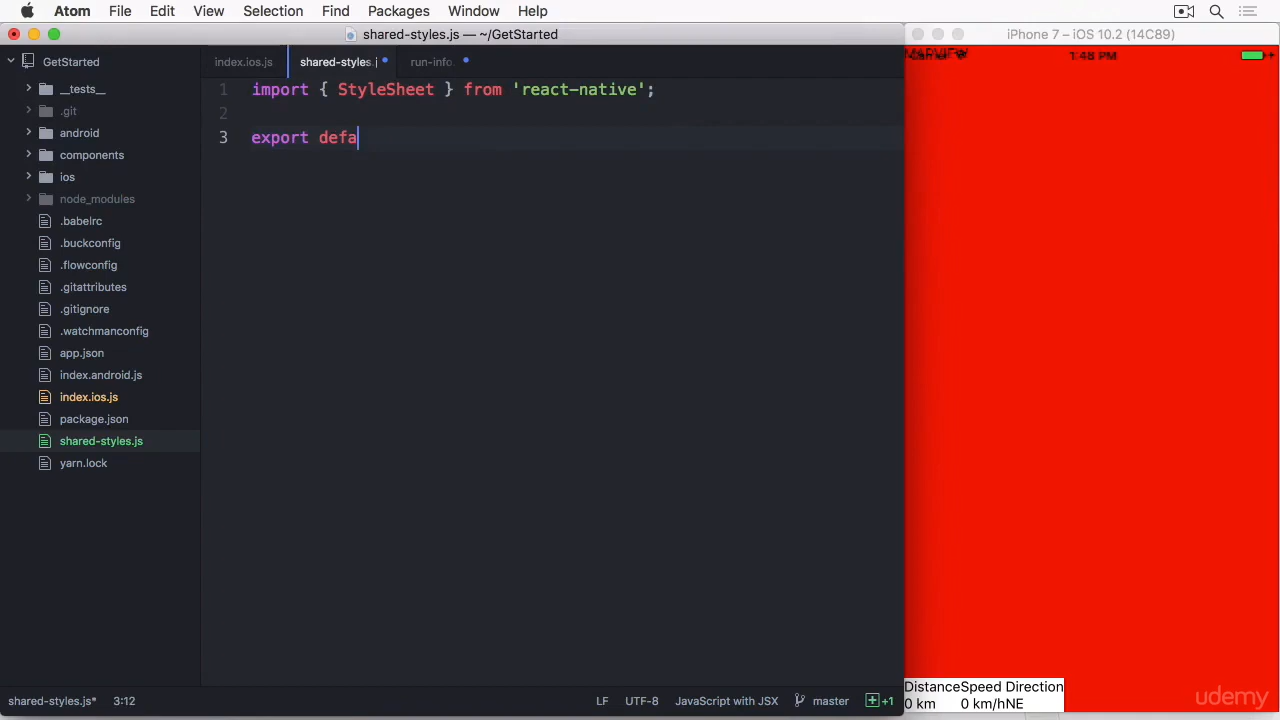 Atom File Edit View Selection Find Packages Window Help
shared-styles.js — ~/GetStarted
iPhone 7 – iOS 10.2 (14C89)
GetStarted
index.ios.js
shared-styles.j
run-info.
MAPVIEW
1:48 PM
__tests__
.git
android
components
ios
node_modules
.babelrc
.buckconfig
.flowconfig
.gitattributes
.gitignore
.watchmanconfig
app.json
index.android.js
index.ios.js
package.json
shared-styles.js
yarn.lock
1 import { StyleSheet } from 'react-native';
2
3 export defa
DistanceSpeed Direction
0 km 0 km/hNE
udemy
shared-styles.js* 3:12 LF UTF-8 JavaScript with JSX master +1